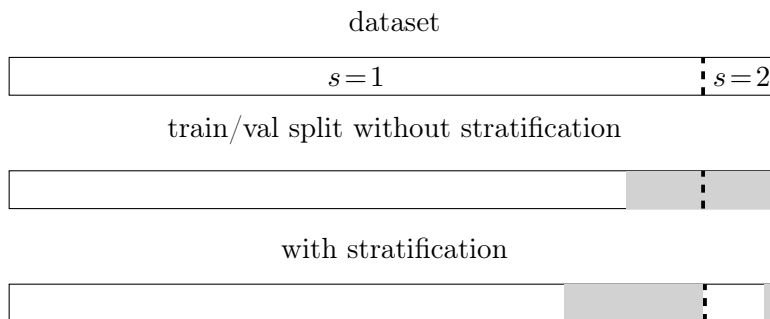 dataset
s=1 s=2
train/val split without stratification
with stratification